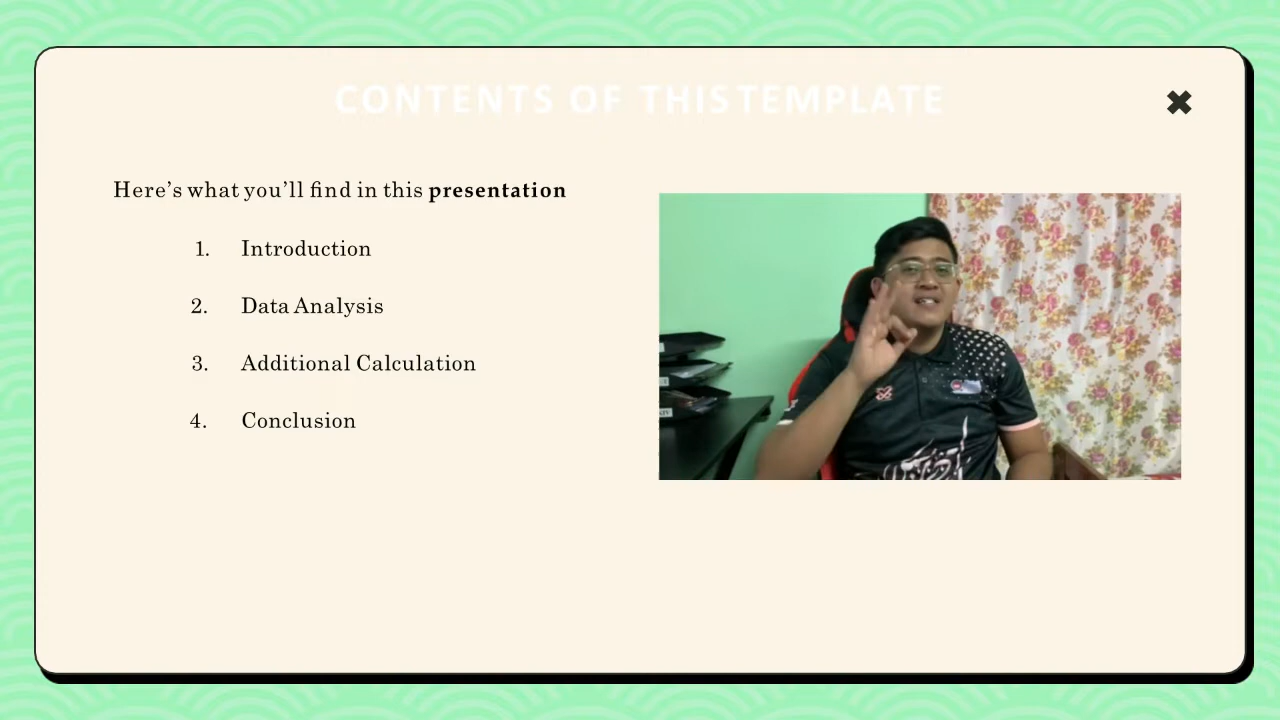 CONTENTS OF THIS TEMPLATE
Here’s what you’ll find in this presentation
1. Introduction
2. Data Analysis
3. Additional Calculation
4. Conclusion